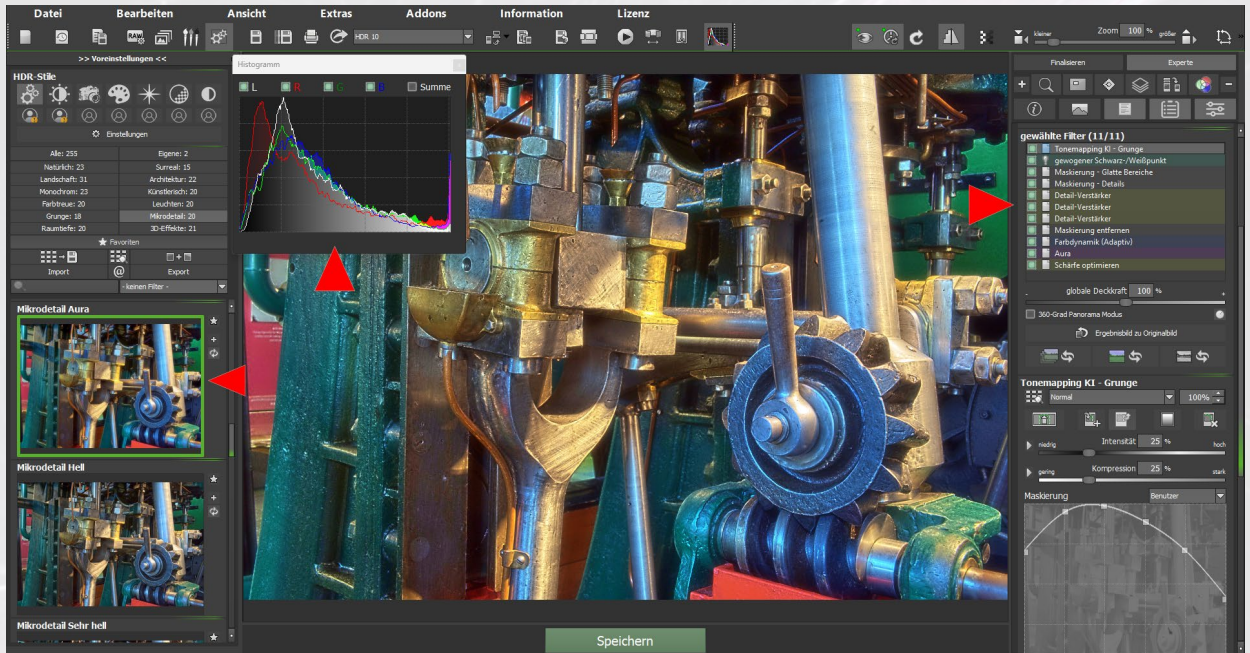 Datei Bearbeiten Ansicht Extras Addons Information Lizenz
RAW HDR 10 kleiner Zoom 100 % größer
>> Voreinstellungen <<
HDR-Stile
Einstellungen
Alle: 255 Eigene: 2
Natürlich: 23 Surreal: 15
Landschaft: 31 Architektur: 22
Monochrom: 23 Künstlerisch: 20
Farbtreue: 20 Leuchten: 20
Grunge: 18 Mikrodetail: 20
Raumtiefe: 20 3D-Effekte: 21
Favoriten
Import @ Export
- keinen Filter -
Mikrodetail Aura
Mikrodetail Hell
Mikrodetail Sehr hell
Histogramm
L R G B Summe
Speichern
Finalisieren Experte
gewählte Filter (11/11)
Tonemapping KI - Grunge
gewogener Schwarz-/Weißpunkt
Maskierung - Glatte Bereiche
Maskierung - Details
Detail-Verstärker
Detail-Verstärker
Detail-Verstärker
Maskierung entfernen
Farbdynamik (Adaptiv)
Aura
Schärfe optimieren
- globale Deckkraft 100 % +
360-Grad Panorama Modus
Ergebnisbild zu Originalbild
Tonemapping KI - Grunge
Normal 100%
niedrig Intensität 25 % hoch
gering Kompression 25 % stark
Maskierung Benutzer